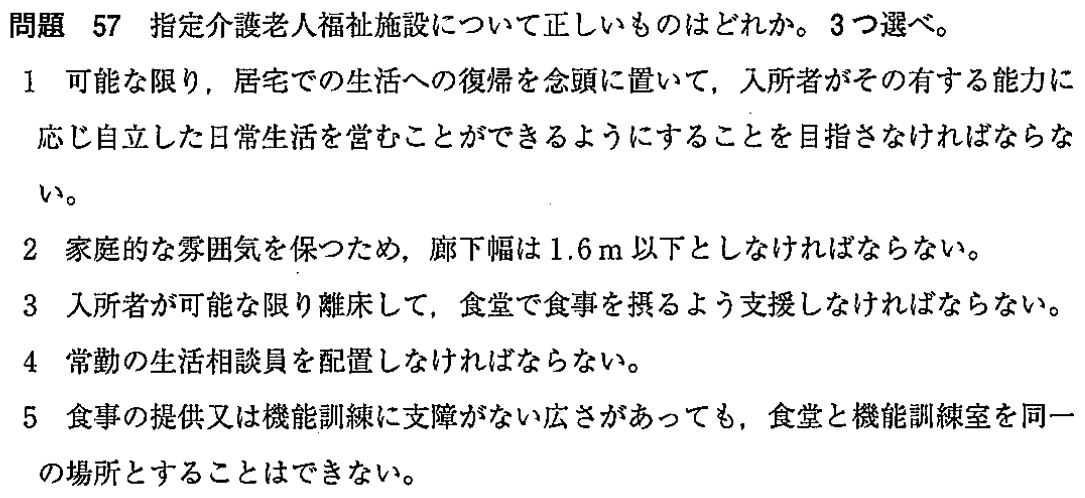 問題　57　指定介護老人福祉施設について正しいものはどれか。3つ選べ。
1　可能な限り，居宅での生活への復帰を念頭に置いて，入所者がその有する能力に
応じ自立した日常生活を営むことができるようにすることを目指さなければならな
い。
2　家庭的な雰囲気を保つため，廊下幅は1.6m以下としなければならない。
3　入所者が可能な限り離床して，食堂で食事を摂るよう支援しなければならない。
4　常勤の生活相談員を配置しなければならない。
5　食事の提供又は機能訓練に支障がない広さがあっても，食堂と機能訓練室を同一
の場所とすることはできない。